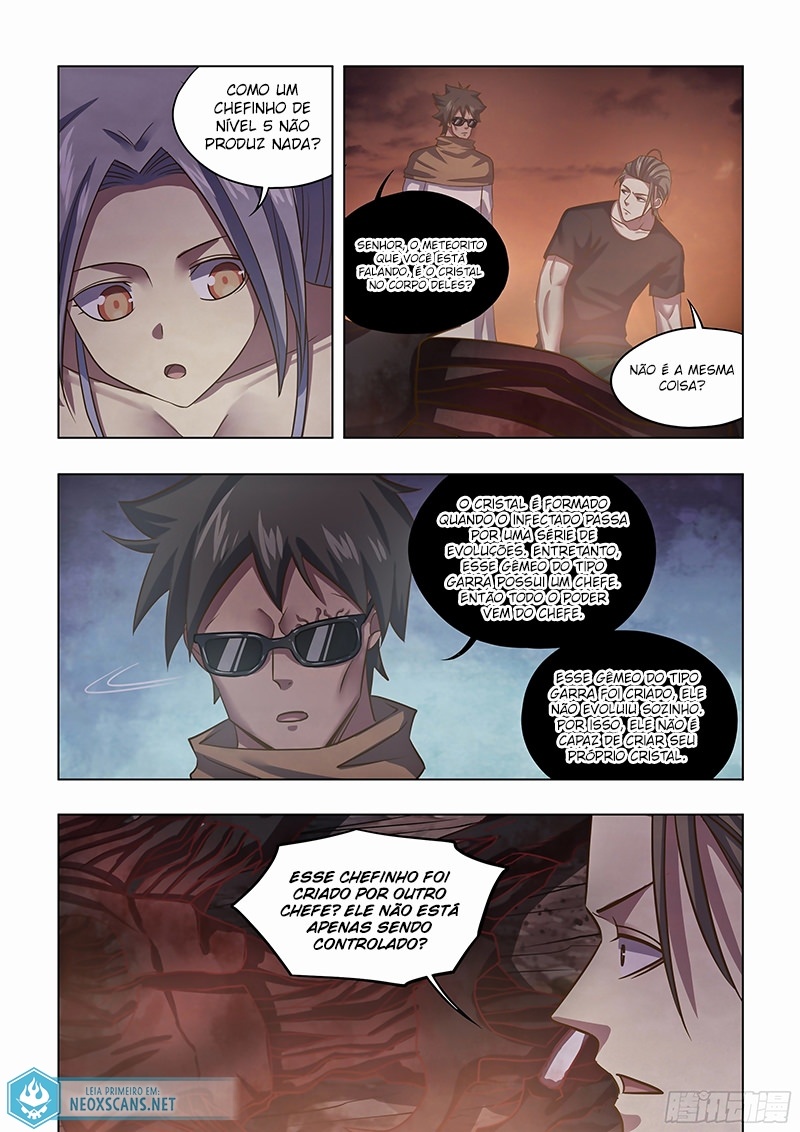 COMO UM
CHEFINHO DE
NÍVEL 5 NÃO
PRODUZ NADA?
SENHOR, O METEORITO
QUE VOCÊ ESTÁ
FALANDO, É O CRISTAL
NO CORPO DELES?
NÃO É A MESMA
COISA?
O CRISTAL É FORMADO
QUANDO O INFECTADO PASSA
POR UMA SÉRIE DE
EVOLUÇÕES. ENTRETANTO,
ESSE GÊMEO DO TIPO
GARRA POSSUI UM CHEFE.
ENTÃO TODO O PODER
VEM DO CHEFE.
ESSE GÊMEO DO TIPO
GARRA FOI CRIADO, ELE
NÃO EVOLUIU SOZINHO.
POR ISSO, ELE NÃO É
CAPAZ DE CRIAR SEU
PRÓPRIO CRISTAL.
ESSE CHEFINHO FOI
CRIADO POR OUTRO
CHEFE? ELE NÃO ESTÁ
APENAS SENDO
CONTROLADO?
LEIA PRIMEIRO EM:
NEOXSCANS.NET
腾讯动漫